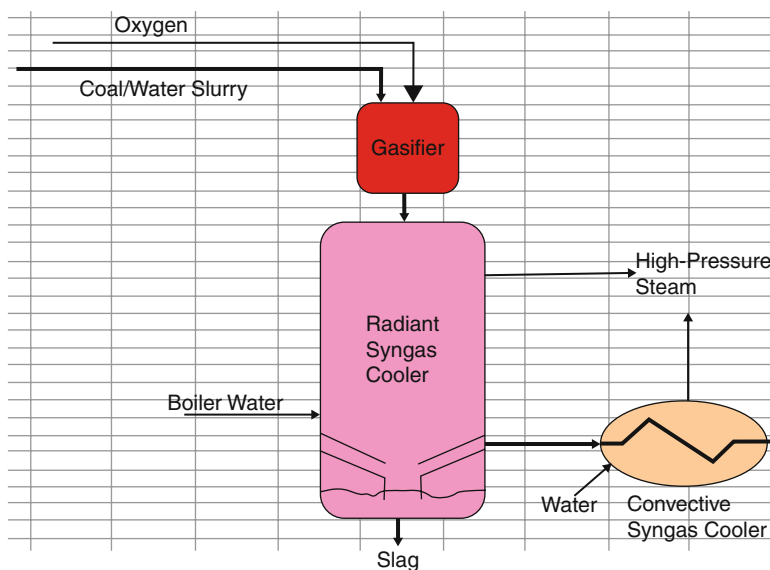 Oxygen
Coal/Water Slurry
Gasifier
High-Pressure
Steam
Radiant
Syngas
Cooler
Boiler Water
Water
Convective
Syngas Cooler
Slag